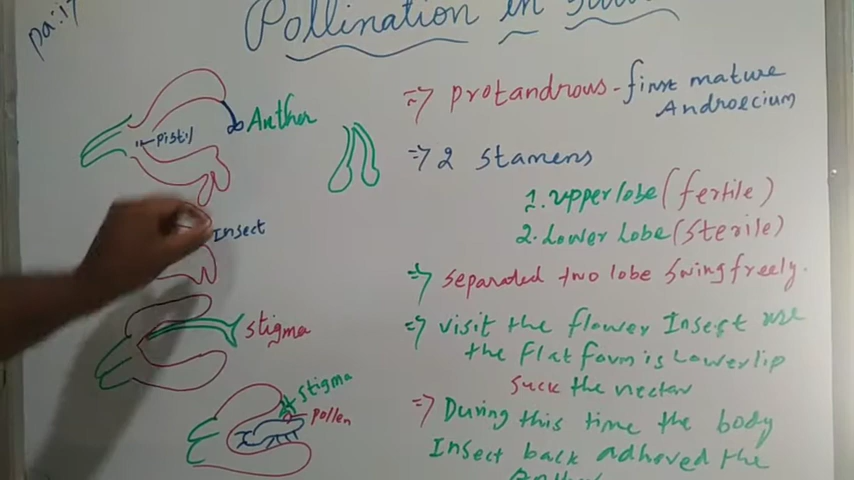 pa:17
Pollination in
Anther
Pistil
Insect
stigma
stigma
pollen
=> protandrous - first mature
Androecium
=> 2 stamens
1. upper lobe (fertile)
2. Lower Lobe (sterile)
=> separated two lobe swing freely.
=> visit the flower Insect use
the flat form is Lowerlip
suck the nectar
=> During this time the body
Insect back adhoved the